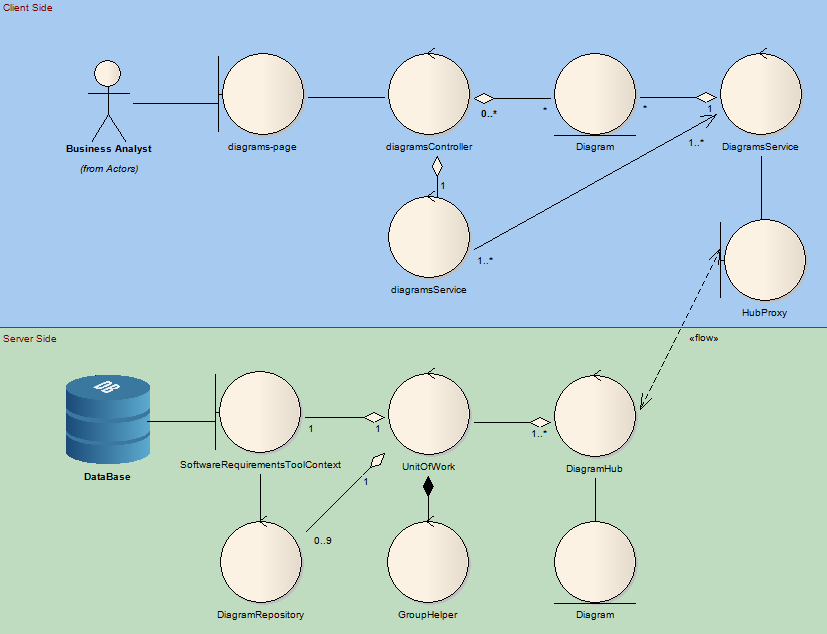 Client Side
0..*
*
*
1
Business Analyst
(from Actors)
diagrams-page
diagramsController
Diagram
DiagramsService
1..*
1
1..*
diagramsService
HubProxy
«flow»
Server Side
DB
1
1
1..*
SoftwareRequirementsToolContext
UnitOfWork
DiagramHub
DataBase
1
0..9
DiagramRepository
GroupHelper
Diagram